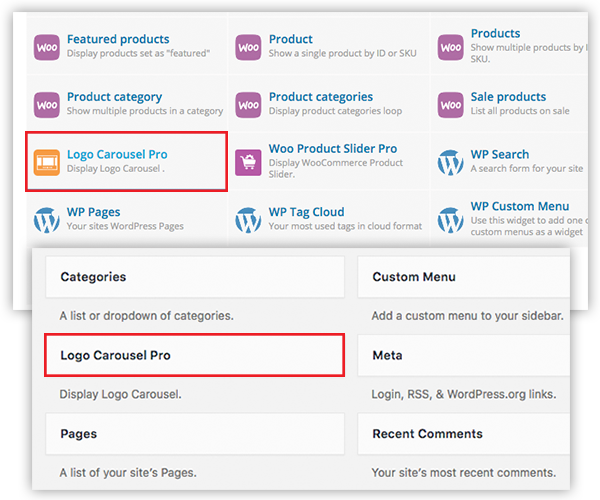 Woo
Featured products
Display products set as "featured"
Woo
Product
Show a single product by ID or SKU
Woo
Products
Show multiple products by
SKU.
Woo
Product category
Show multiple products in a category
Woo
Product categories
Display product categories loop
Woo
Sale products
List all products on sale
Logo Carousel Pro
Display Logo Carousel .
Woo Product Slider Pro
Display WooCommerce Product
Slider.
WP Search
A search form for your site
WP Pages
Your sites WordPress Pages
WP Tag Cloud
Your most used tags in cloud format
WP Custom Menu
Use this widget to add one
custom menus as a widget
Categories
A list or dropdown of categories.
Custom Menu
Add a custom menu to your sidebar.
Logo Carousel Pro
Display Logo Carousel.
Meta
Login, RSS, & WordPress.org links.
Pages
A list of your site's Pages.
Recent Comments
Your site's most recent comments.